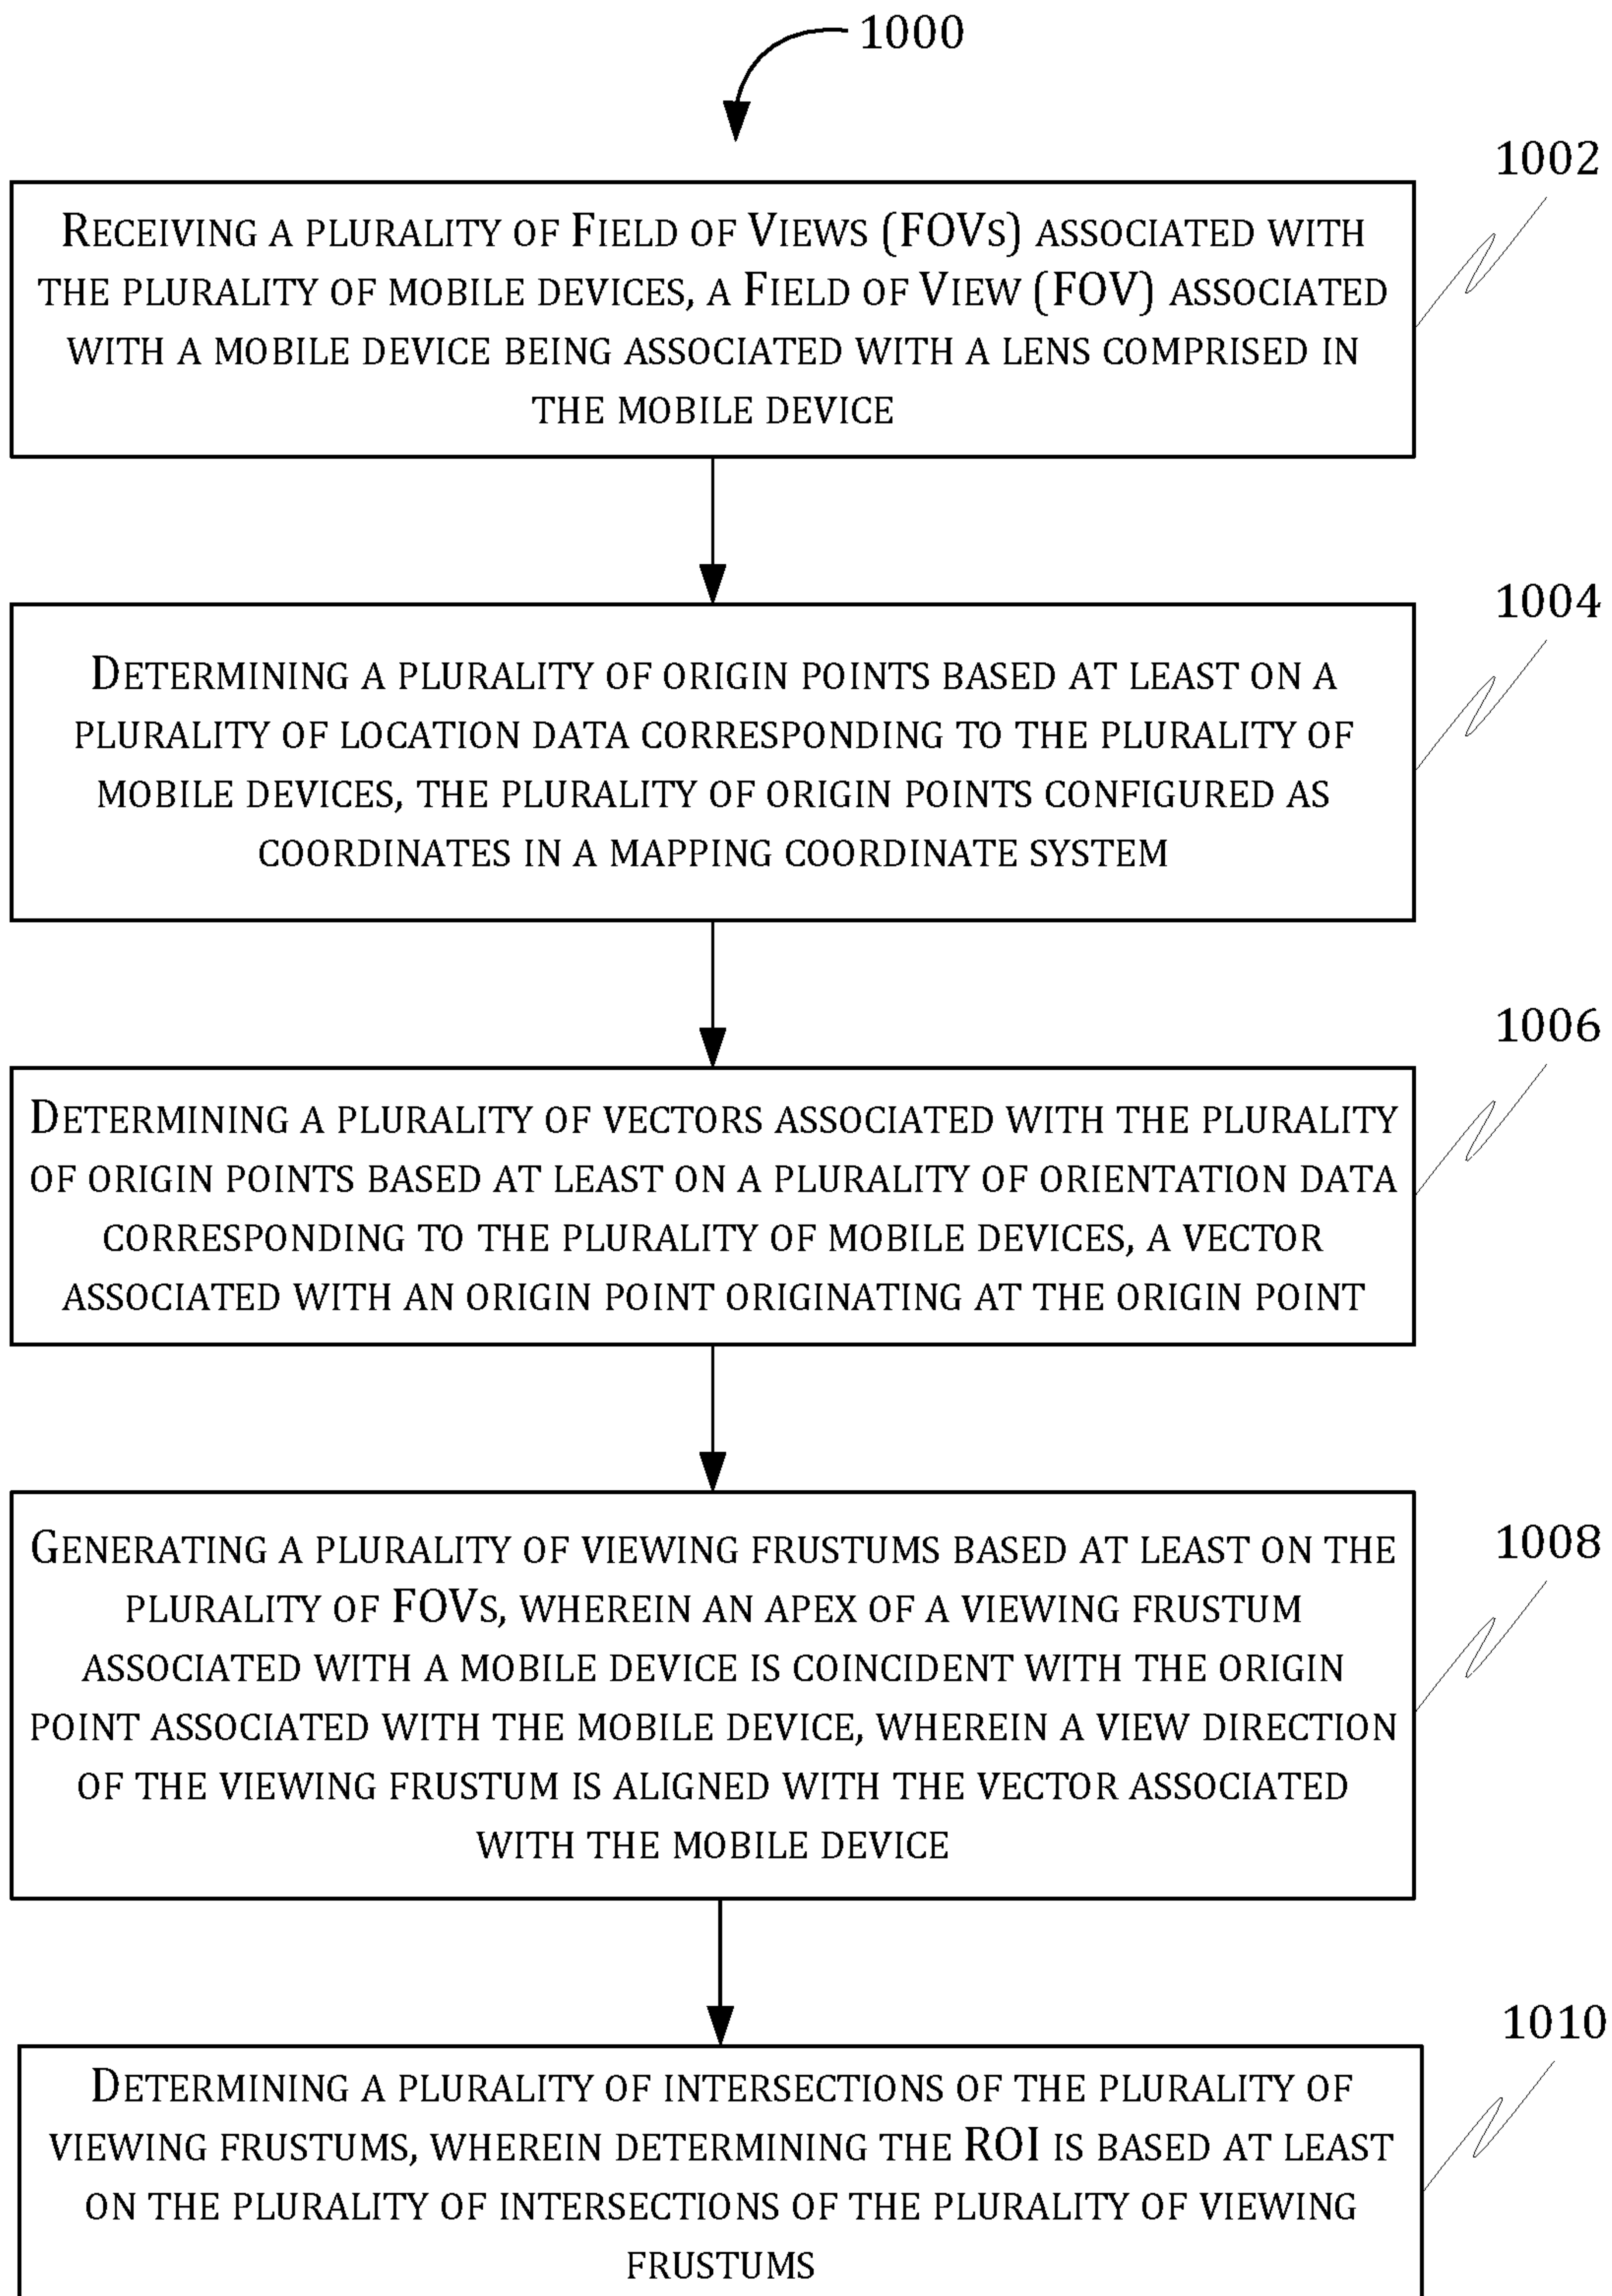 1000
1002
Receiving a plurality of Field of Views (FOVs) associated with
the plurality of mobile devices, a Field of View (FOV) associated
with a mobile device being associated with a lens comprised in
the mobile device
1004
Determining a plurality of origin points based at least on a
plurality of location data corresponding to the plurality of
mobile devices, the plurality of origin points configured as
coordinates in a mapping coordinate system
1006
Determining a plurality of vectors associated with the plurality
of origin points based at least on a plurality of orientation data
corresponding to the plurality of mobile devices, a vector
associated with an origin point originating at the origin point
1008
Generating a plurality of viewing frustums based at least on the
plurality of FOVs, wherein an apex of a viewing frustum
associated with a mobile device is coincident with the origin
point associated with the mobile device, wherein a view direction
of the viewing frustum is aligned with the vector associated
with the mobile device
1010
Determining a plurality of intersections of the plurality of
viewing frustums, wherein determining the ROI is based at least
on the plurality of intersections of the plurality of viewing
frustums